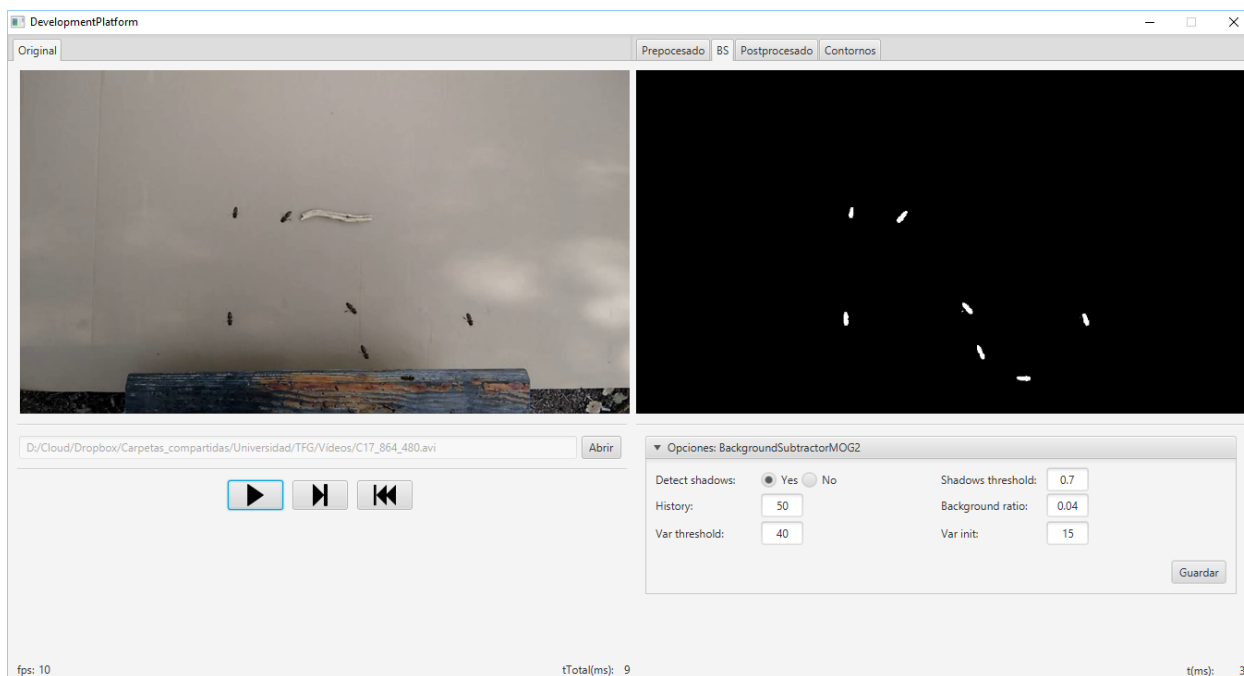 DevelopmentPlatform
Original
Prepocesado BS Postprocesado Contornos
D:/Cloud/Dropbox/Carpetas_compartidas/Universidad/TFG/Vídeos/C17_864_480.avi Abrir
Opciones: BackgroundSubtractorMOG2
Detect shadows: Yes No Shadows threshold: 0.7
History: 50 Background ratio: 0.04
Var threshold: 40 Var init: 15
Guardar
fps: 10 tTotal(ms): 9 t(ms): 3